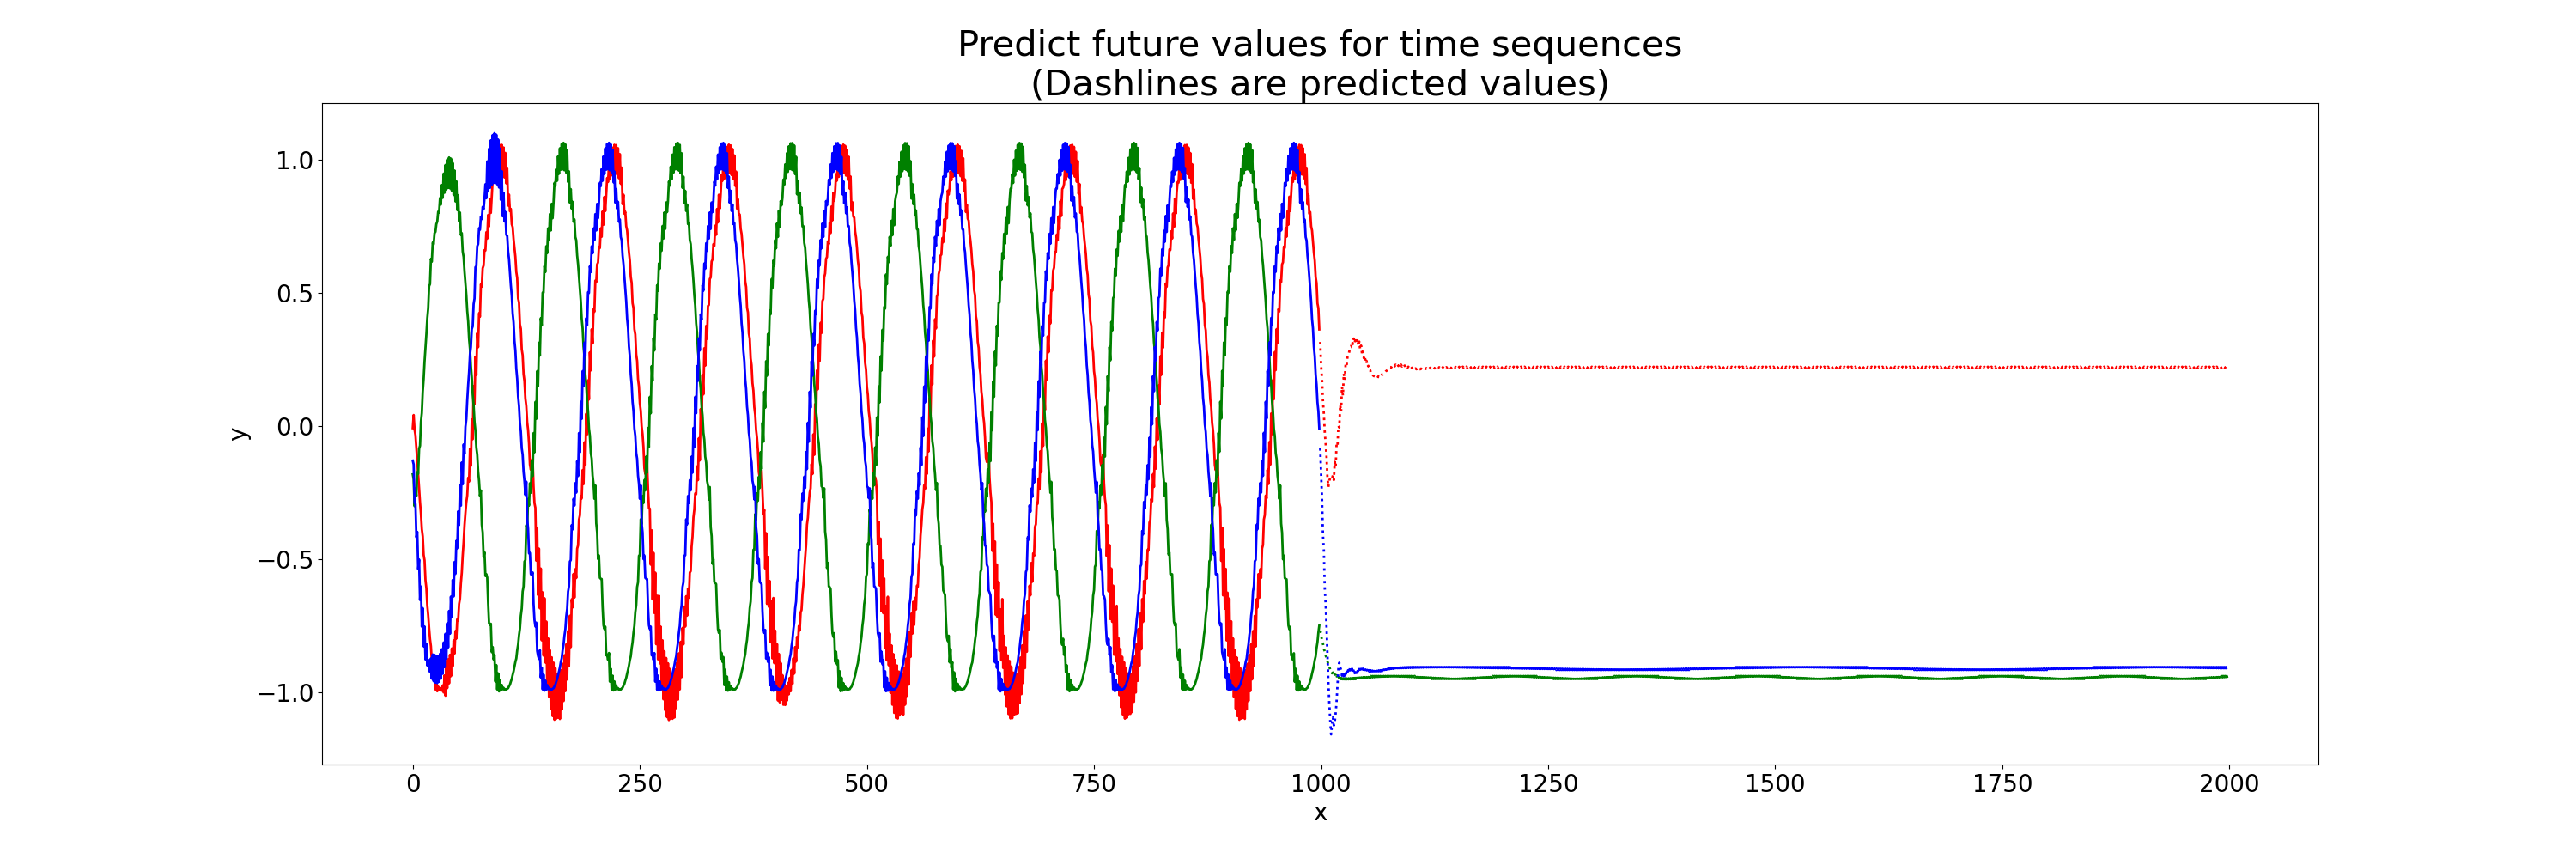 Predict future values for time sequences
(Dashlines are predicted values)
1.0
0.5
0.0
−0.5
−1.0
y
0 250 500 750 1000 1250 1500 1750 2000
x